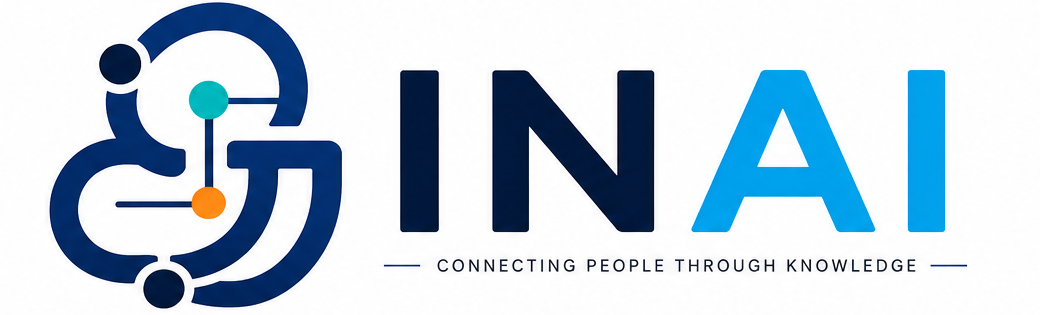 INAI
CONNECTING PEOPLE THROUGH KNOWLEDGE